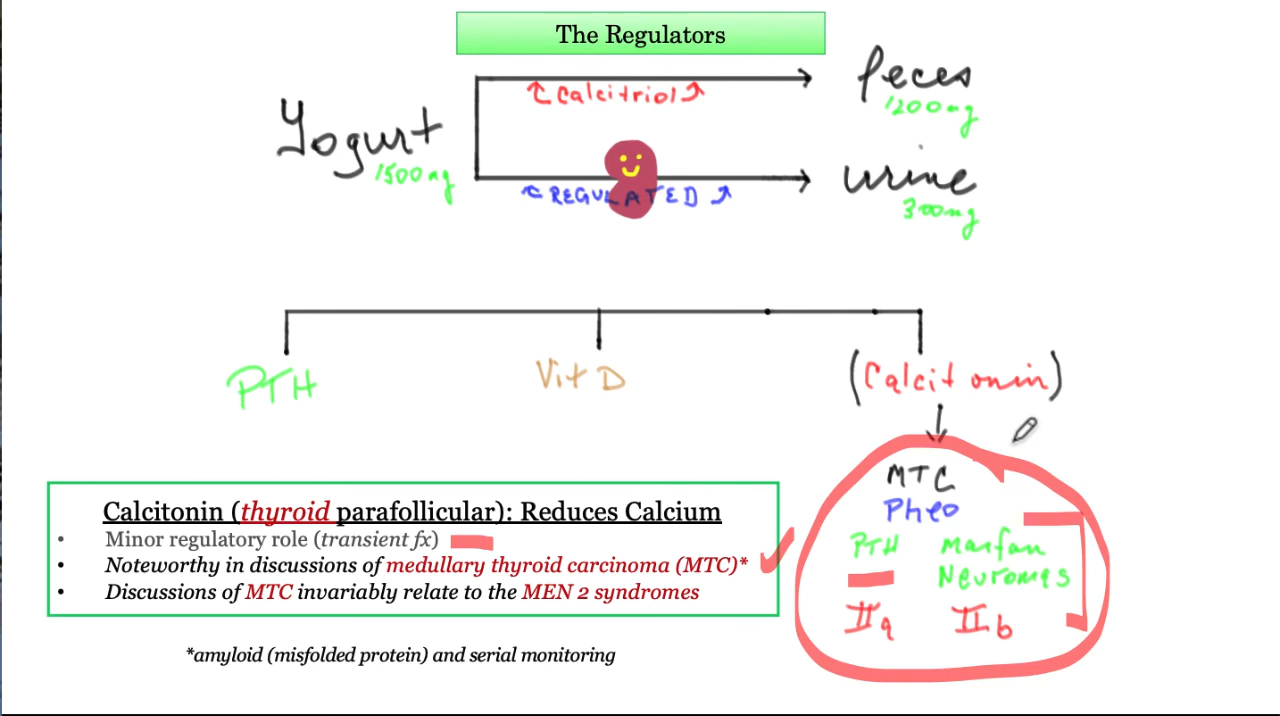 The Regulators
Yogurt
1500mg
Calcitriol
feces
1200mg
REGULATED
urine
300mg
PTH
Vit D
(Calcitonin)
MTC
Pheo
PTH
Marfan
Neuromas
IIa
IIb
Calcitonin (thyroid parafollicular): Reduces Calcium
• Minor regulatory role (transient fx)
• Noteworthy in discussions of medullary thyroid carcinoma (MTC)*
• Discussions of MTC invariably relate to the MEN 2 syndromes
*amyloid (misfolded protein) and serial monitoring